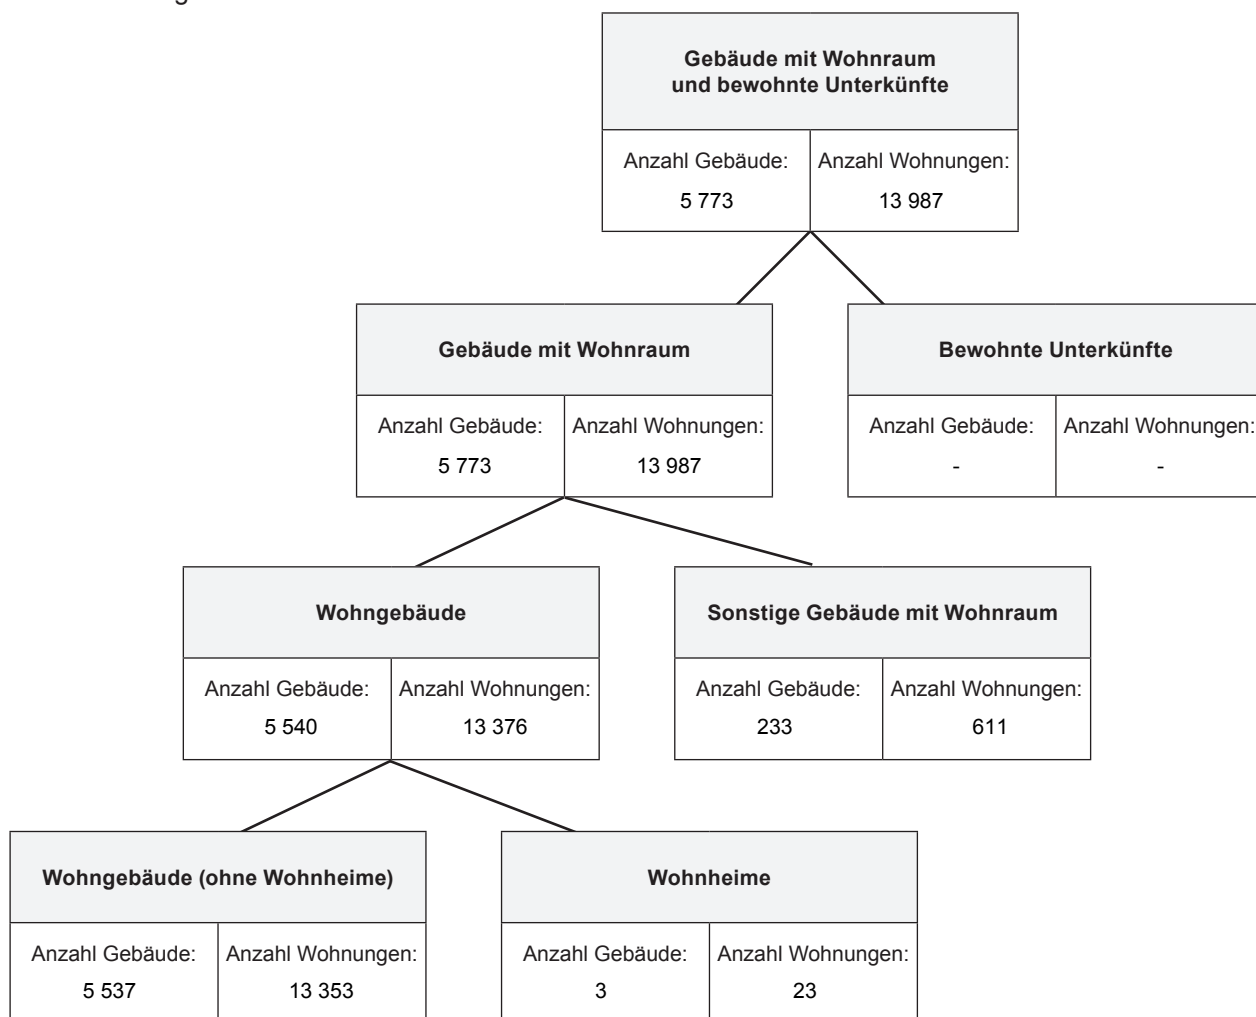 Gebäude mit Wohnraum
und bewohnte Unterkünfte
Anzahl Gebäude: Anzahl Wohnungen:
5 773 13 987
Gebäude mit Wohnraum Bewohnte Unterkünfte
Anzahl Gebäude: Anzahl Wohnungen: Anzahl Gebäude: Anzahl Wohnungen:
5 773 13 987 - -
Wohngebäude Sonstige Gebäude mit Wohnraum
Anzahl Gebäude: Anzahl Wohnungen: Anzahl Gebäude: Anzahl Wohnungen:
5 540 13 376 233 611
Wohngebäude (ohne Wohnheime) Wohnheime
Anzahl Gebäude: Anzahl Wohnungen: Anzahl Gebäude: Anzahl Wohnungen:
5 537 13 353 3 23